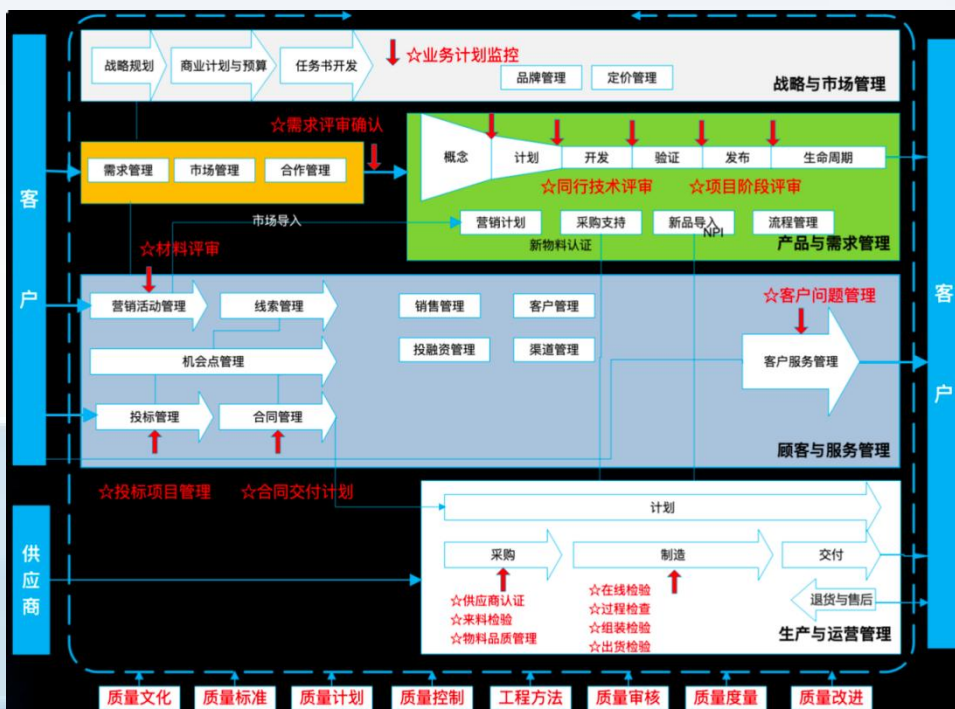 战略规划
商业计划与预算
任务书开发
☆业务计划监控
品牌管理
定价管理
战略与市场管理
☆需求评审确认
需求管理
市场管理
合作管理
概念
计划
开发
验证
发布
生命周期
☆同行技术评审
☆项目阶段评审
市场导入
营销计划
采购支持
新品导入
NPI
流程管理
新物料认证
产品与需求管理
客户
☆材料评审
营销活动管理
线索管理
销售管理
客户管理
☆客户问题管理
机会点管理
投融资管理
渠道管理
客户服务管理
投标管理
合同管理
顾客与服务管理
客户
☆投标项目管理
☆合同交付计划
计划
供应商
采购
制造
交付
☆供应商认证
☆来料检验
☆物料品质管理
☆在线检验
☆过程检查
☆组装检验
☆出货检验
退货与售后
生产与运营管理
质量文化
质量标准
质量计划
质量控制
工程方法
质量审核
质量度量
质量改进